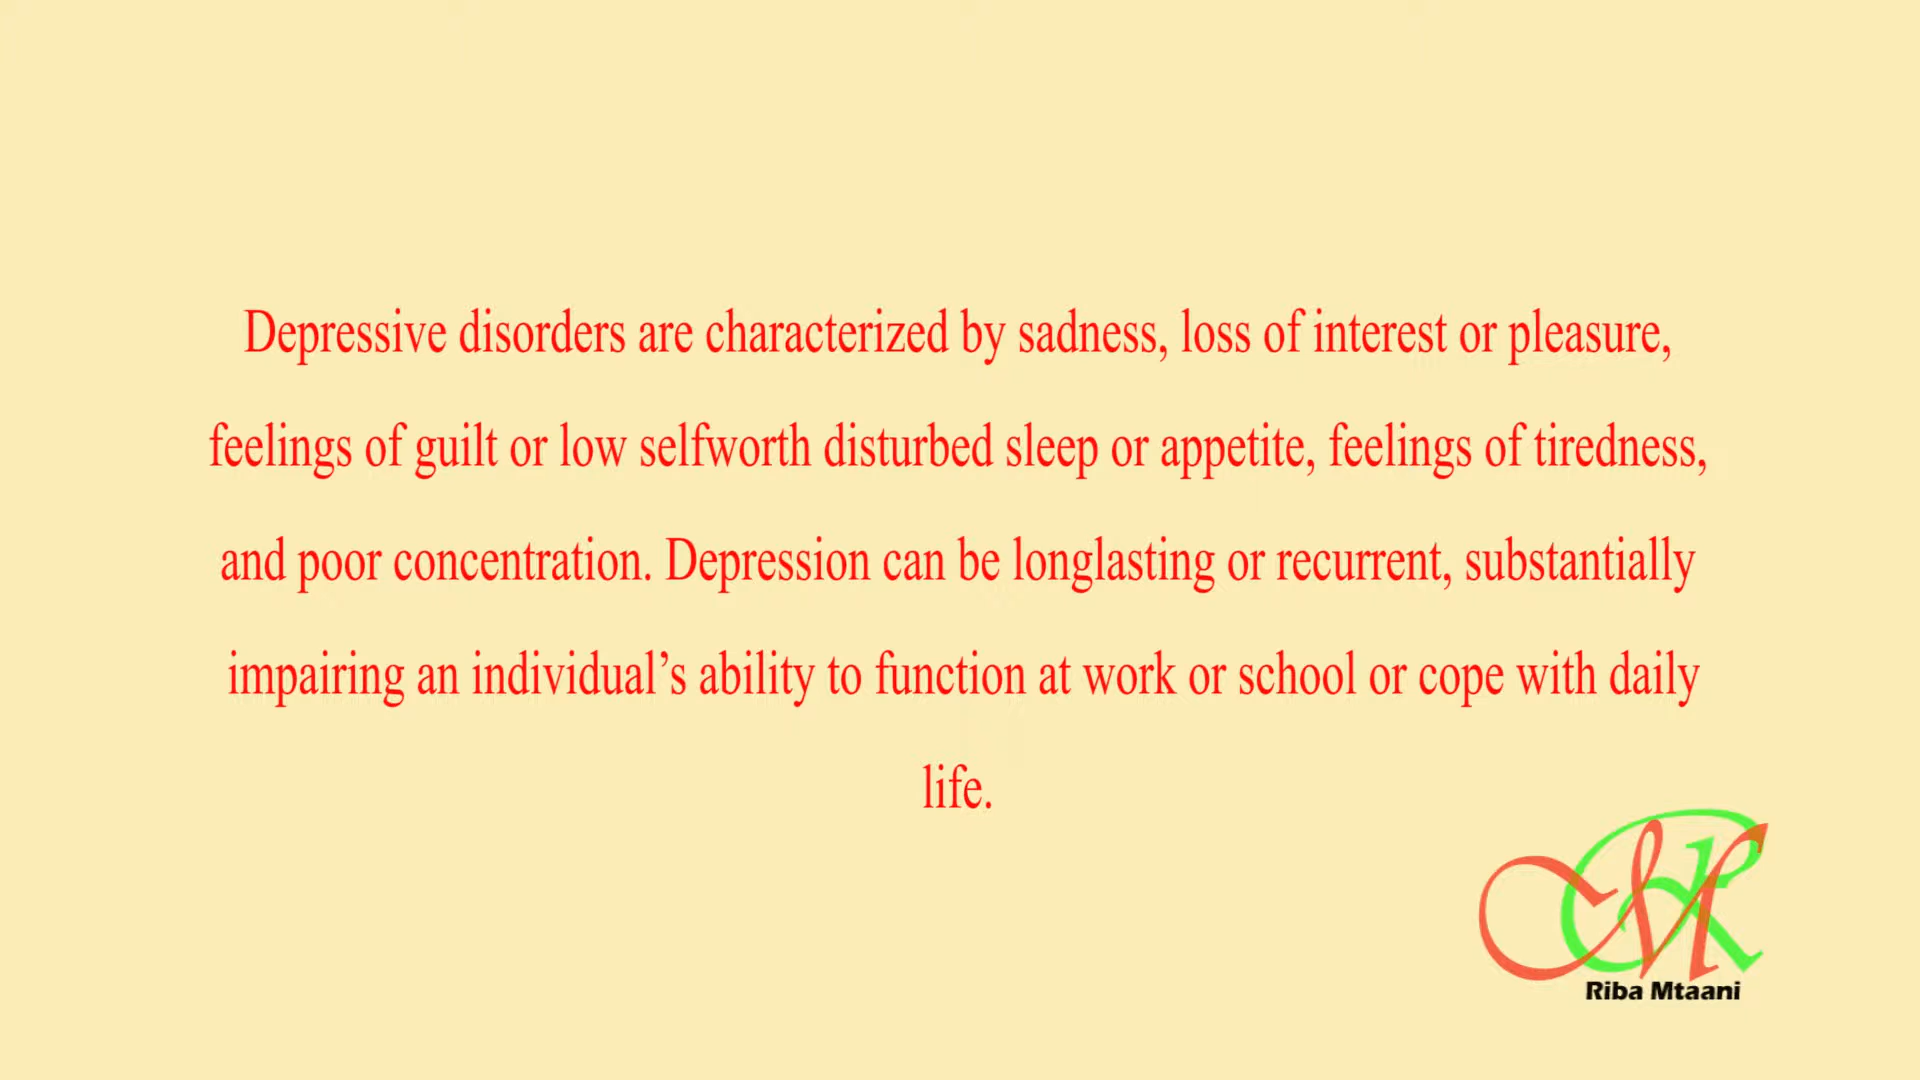 Depressive disorders are characterized by sadness, loss of interest or pleasure,
feelings of guilt or low selfworth disturbed sleep or appetite, feelings of tiredness,
and poor concentration. Depression can be longlasting or recurrent, substantially
impairing an individual’s ability to function at work or school or cope with daily
life.
MR
Riba Mtaani